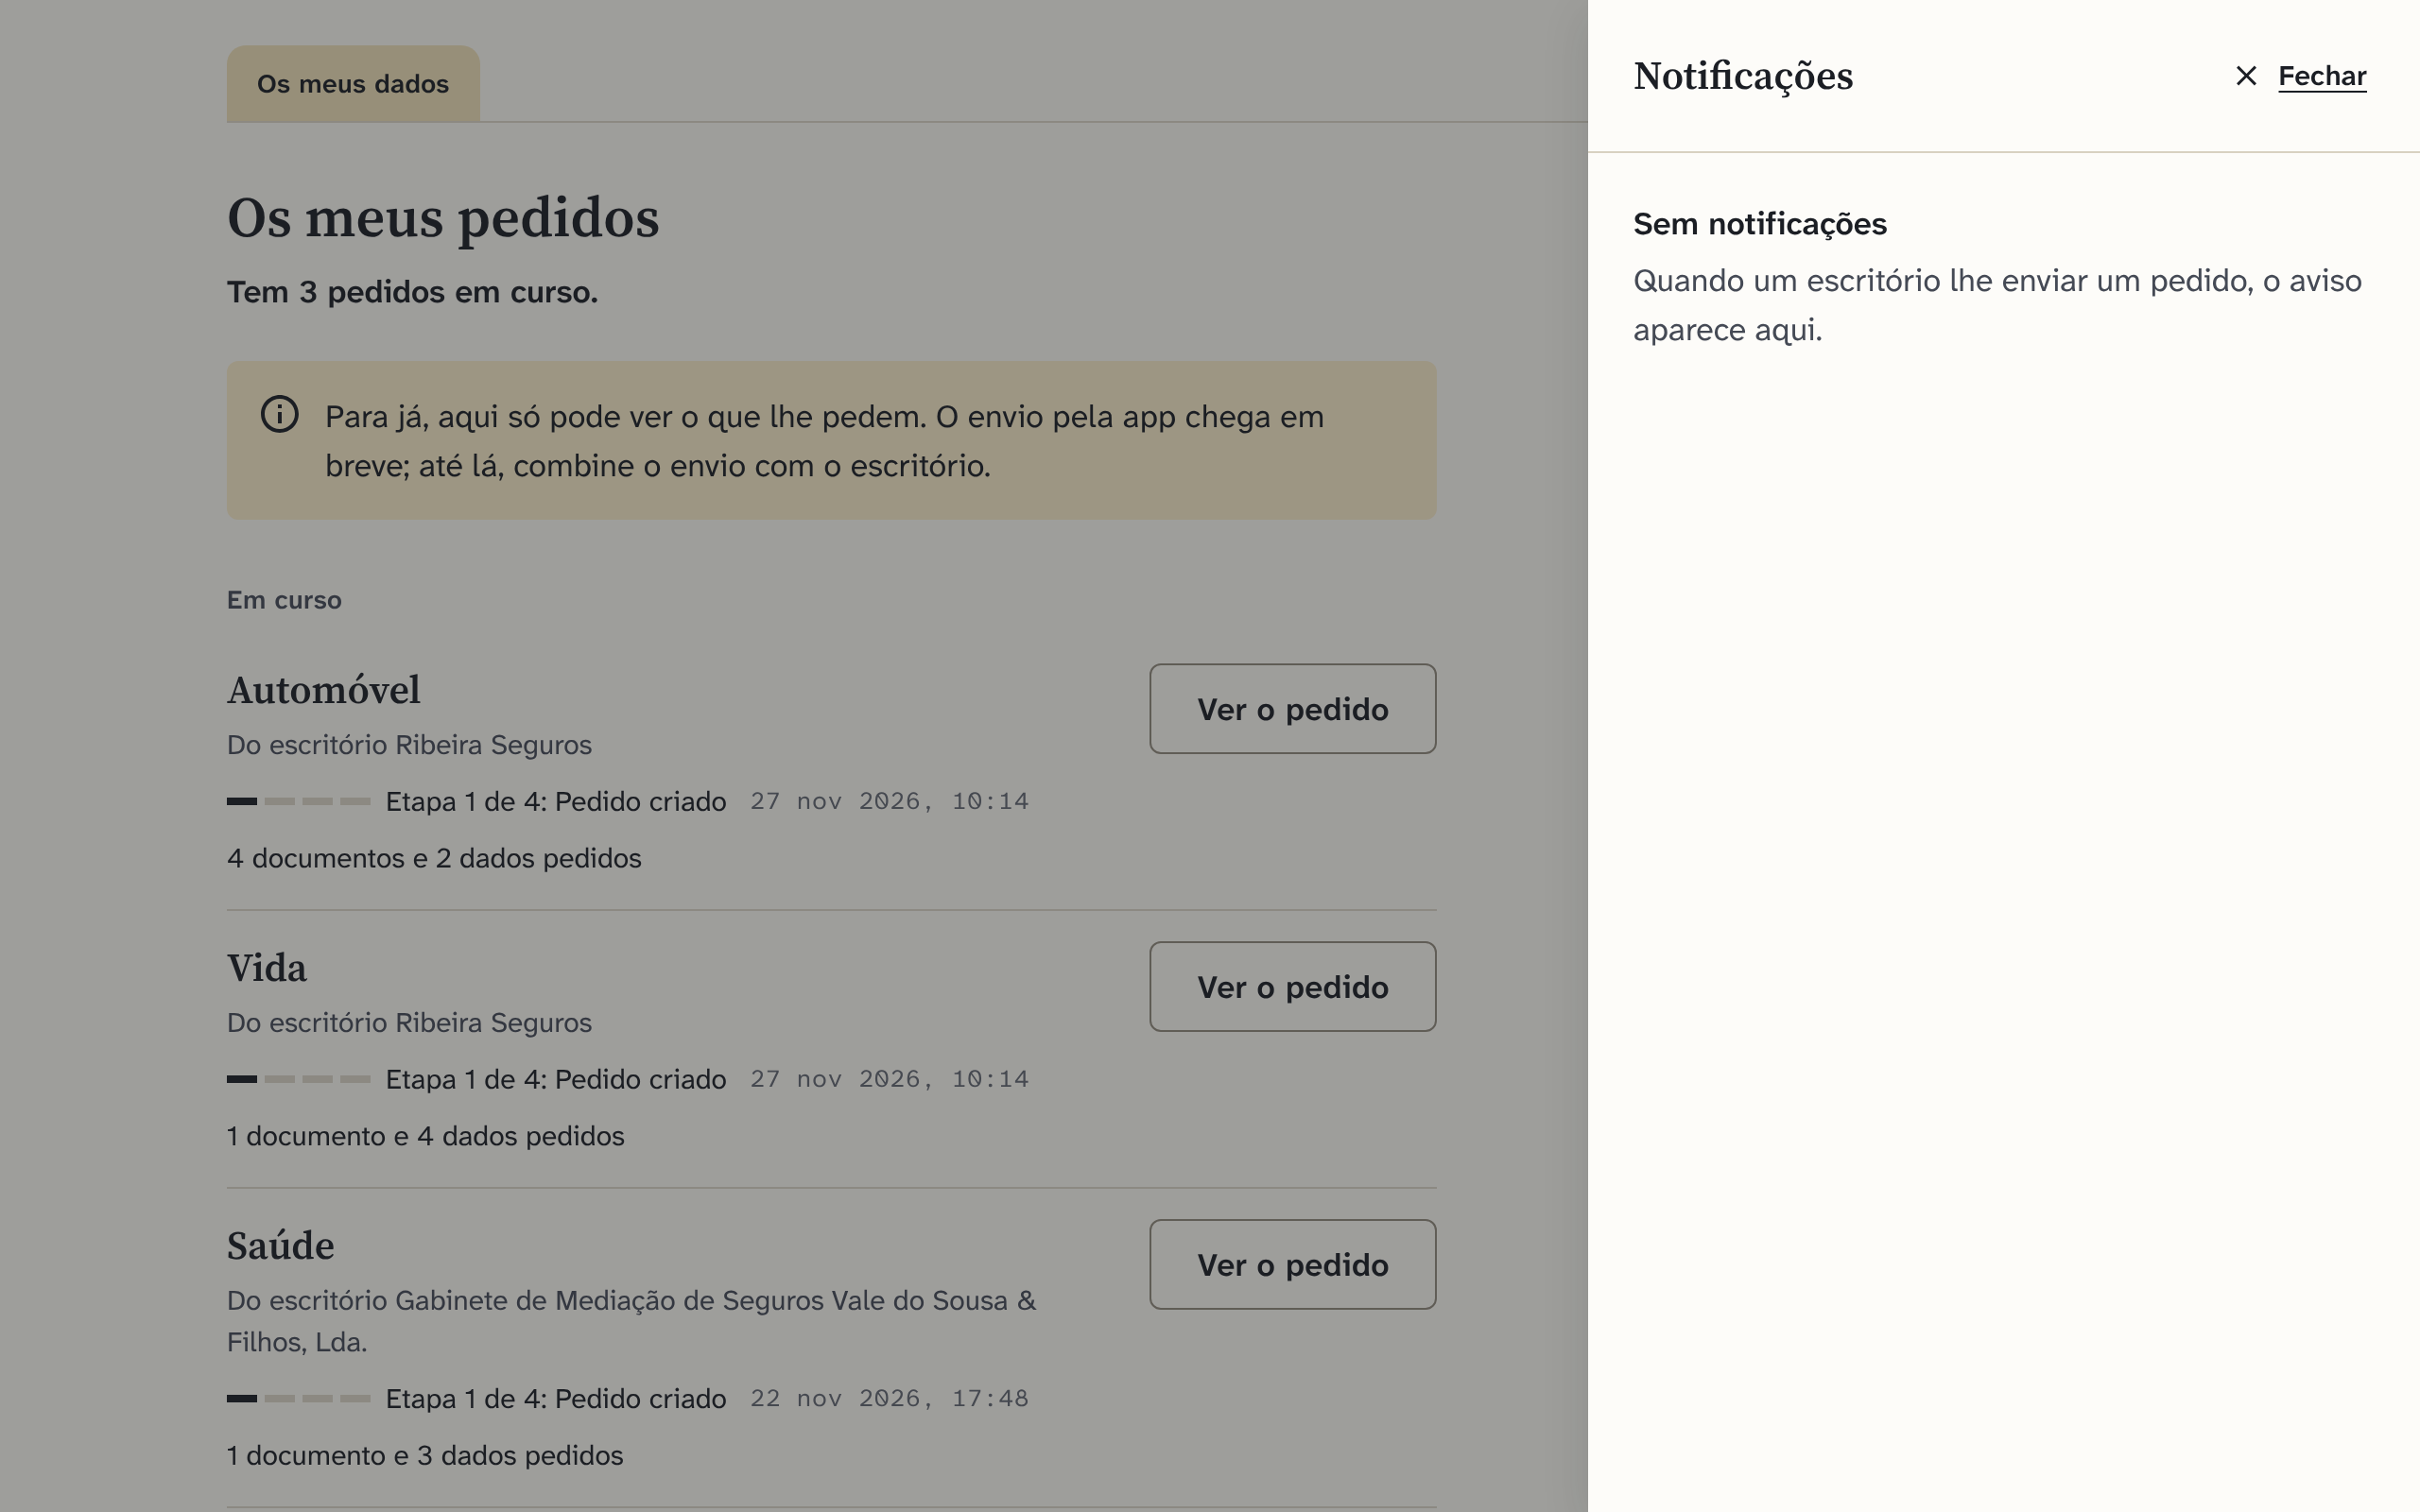 Os meus dados
Os meus pedidos
Tem 3 pedidos em curso.
Para já, aqui só pode ver o que lhe pedem. O envio pela app chega em
breve; até lá, combine o envio com o escritório.
Em curso
Automóvel
Ver o pedido
Do escritório Ribeira Seguros
Etapa 1 de 4: Pedido criado 27 nov 2026, 10:14
4 documentos e 2 dados pedidos
Vida
Ver o pedido
Do escritório Ribeira Seguros
Etapa 1 de 4: Pedido criado 27 nov 2026, 10:14
1 documento e 4 dados pedidos
Saúde
Ver o pedido
Do escritório Gabinete de Mediação de Seguros Vale do Sousa &
Filhos, Lda.
Etapa 1 de 4: Pedido criado 22 nov 2026, 17:48
1 documento e 3 dados pedidos
Notificações
Fechar
Sem notificações
Quando um escritório lhe enviar um pedido, o aviso
aparece aqui.